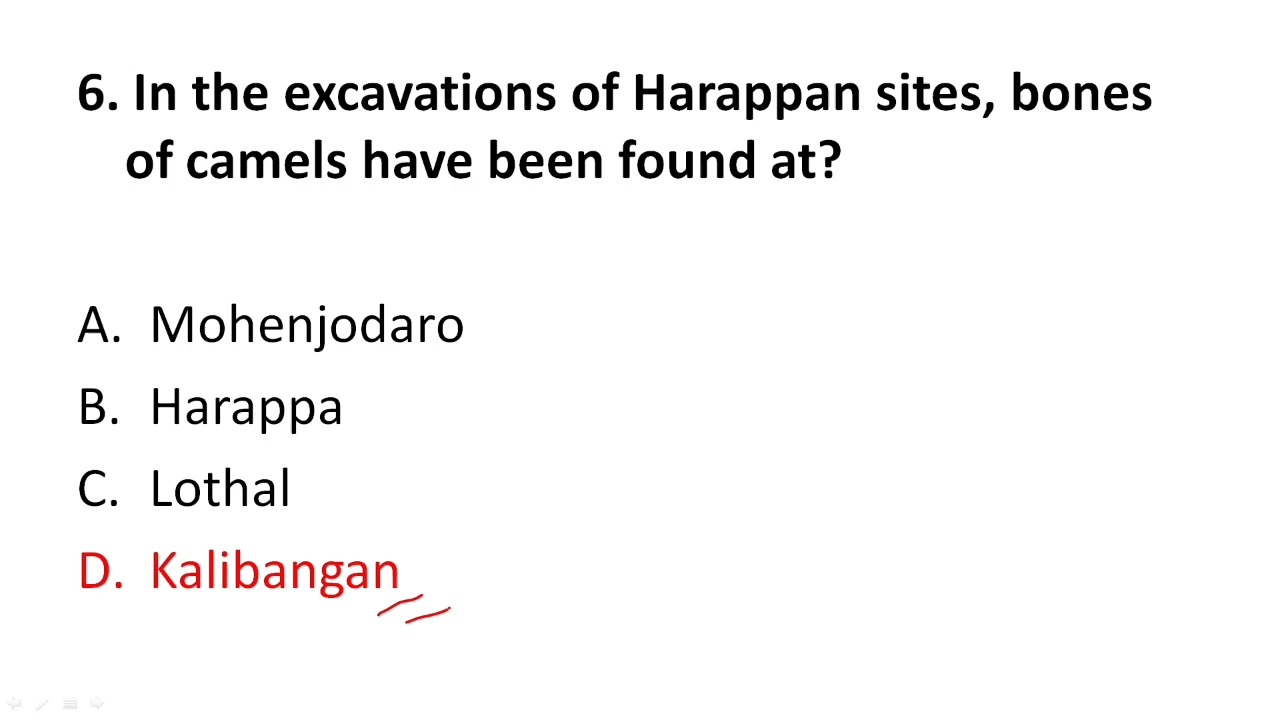 6. In the excavations of Harappan sites, bones
of camels have been found at?
A. Mohenjodaro
B. Harappa
C. Lothal
D. Kalibangan